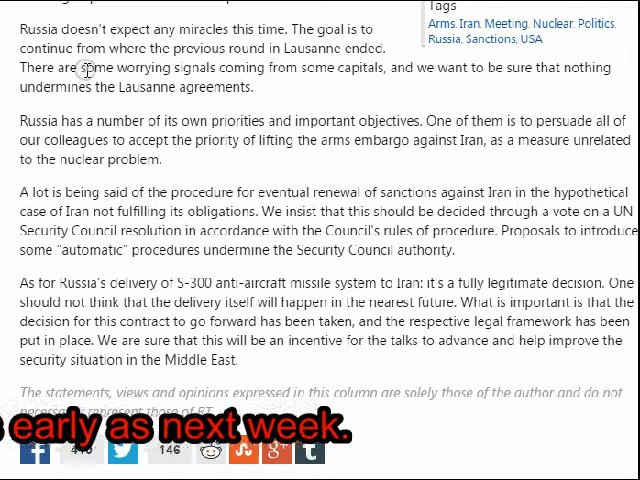 Tags
Arms, Iran, Meeting, Nuclear, Politics,
Russia, Sanctions, USA
Russia doesn't expect any miracles this time. The goal is to
continue from where the previous round in Lausanne ended.
There are some worrying signals coming from some capitals, and we want to be sure that nothing
undermines the Lausanne agreements.
Russia has a number of its own priorities and important objectives. One of them is to persuade all of
our colleagues to accept the priority of lifting the arms embargo against Iran, as a measure unrelated
to the nuclear problem.
A lot is being said of the procedure for eventual renewal of sanctions against Iran in the hypothetical
case of Iran not fulfilling its obligations. We insist that this should be decided through a vote on a UN
Security Council resolution in accordance with the Council's rules of procedure. Proposals to introduce
some "automatic" procedures undermine the Security Council authority.
As for Russia's delivery of S-300 anti-aircraft missile system to Iran: it's a fully legitimate decision. One
should not think that the delivery itself will happen in the nearest future. What is important is that the
decision for this contract to go forward has been taken, and the respective legal framework has been
put in place. We are sure that this will be an incentive for the talks to advance and help improve the
security situation in the Middle East.
The statements, views and opinions expressed in this column are solely those of the author and do not
necessarily represent those of RT.
early as next week.
146